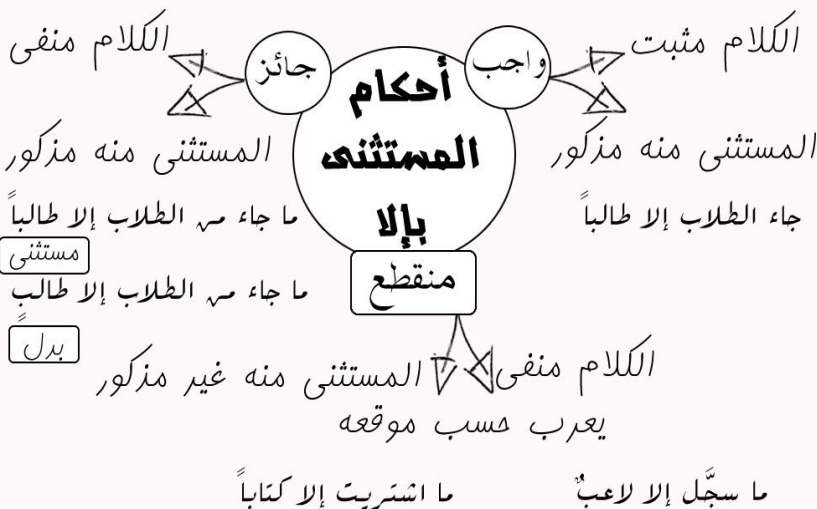 أحكام
المستثنى
بإلا
واجب
الكلام مثبت
المستثنى منه مذكور
جاء الطلاب إلا طالباً
جائز
الكلام منفى
المستثنى منه مذكور
ما جاء من الطلاب إلا طالباً
مستثنى
ما جاء من الطلاب إلا طالبٍ
بدل
منقطع
الكلام منفى
المستثنى منه غير مذكور
يعرب حسب موقعه
ما سجَّل إلا لاعبٌ
ما اشتريت إلا كتاباً